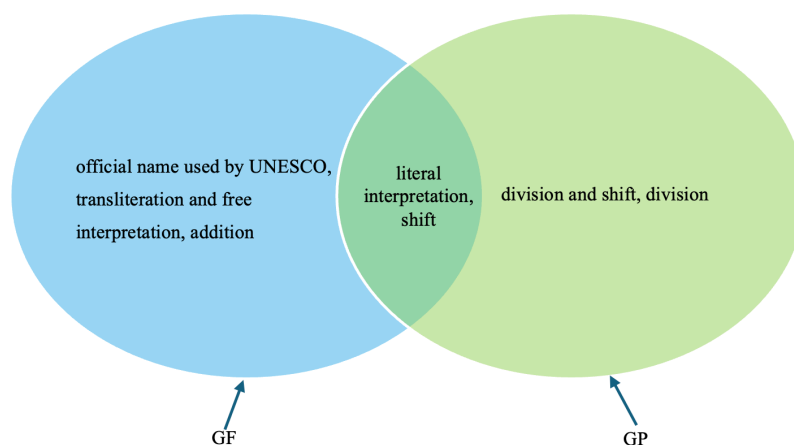 official name used by UNESCO,
transliteration and free
interpretation, addition
literal
interpretation,
shift
division and shift, division
GF
GP